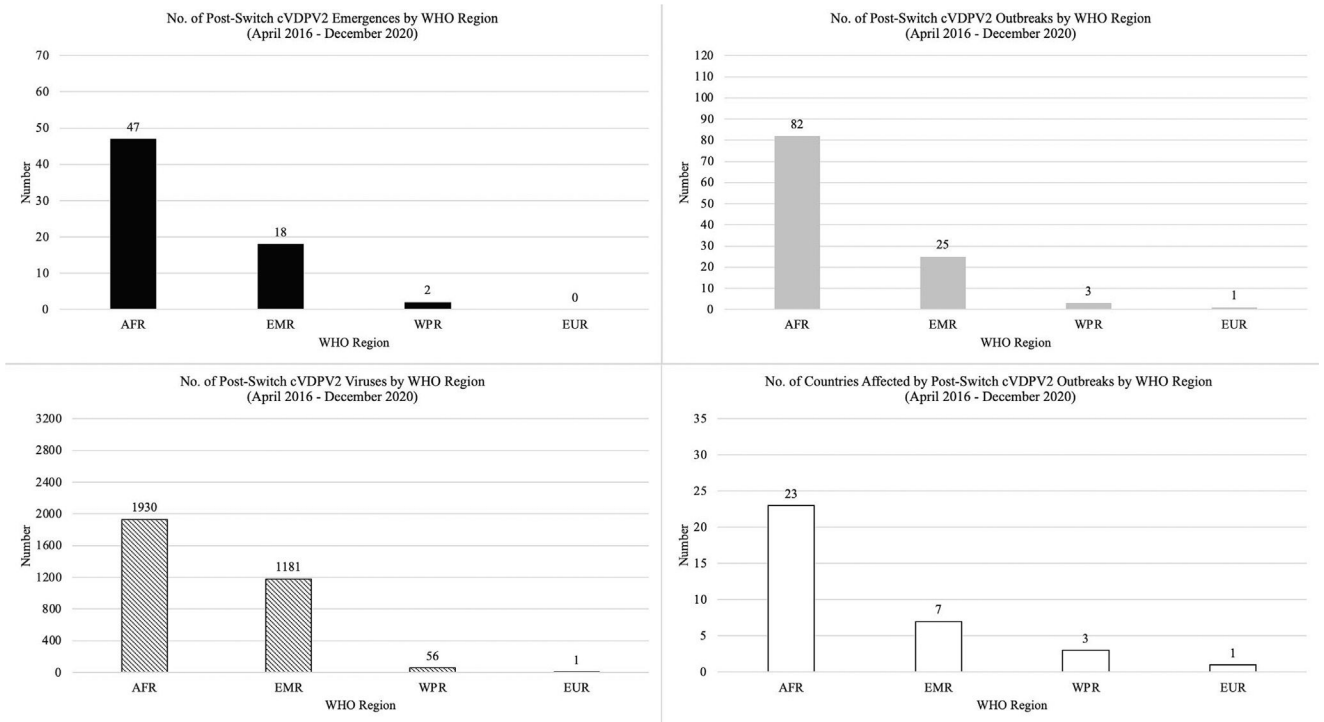 No. of Post-Switch cVDPV2 Emergences by WHO Region
(April 2016 - December 2020)
70
60
50
40
30
20
10
0
Number
47
18
2
0
AFR
EMR
WPR
EUR
WHO Region
No. of Post-Switch cVDPV2 Outbreaks by WHO Region
(April 2016 - December 2020)
120
110
100
90
80
70
60
50
40
30
20
10
0
Number
82
25
3
1
AFR
EMR
WPR
EUR
WHO Region
No. of Post-Switch cVDPV2 Viruses by WHO Region
(April 2016 - December 2020)
3200
2800
2400
2000
1600
1200
800
400
0
Number
1930
1181
56
1
AFR
EMR
WPR
EUR
WHO Region
No. of Countries Affected by Post-Switch cVDPV2 Outbreaks by WHO Region
(April 2016 - December 2020)
35
30
25
20
15
10
5
0
Number
23
7
3
1
AFR
EMR
WPR
EUR
WHO Region